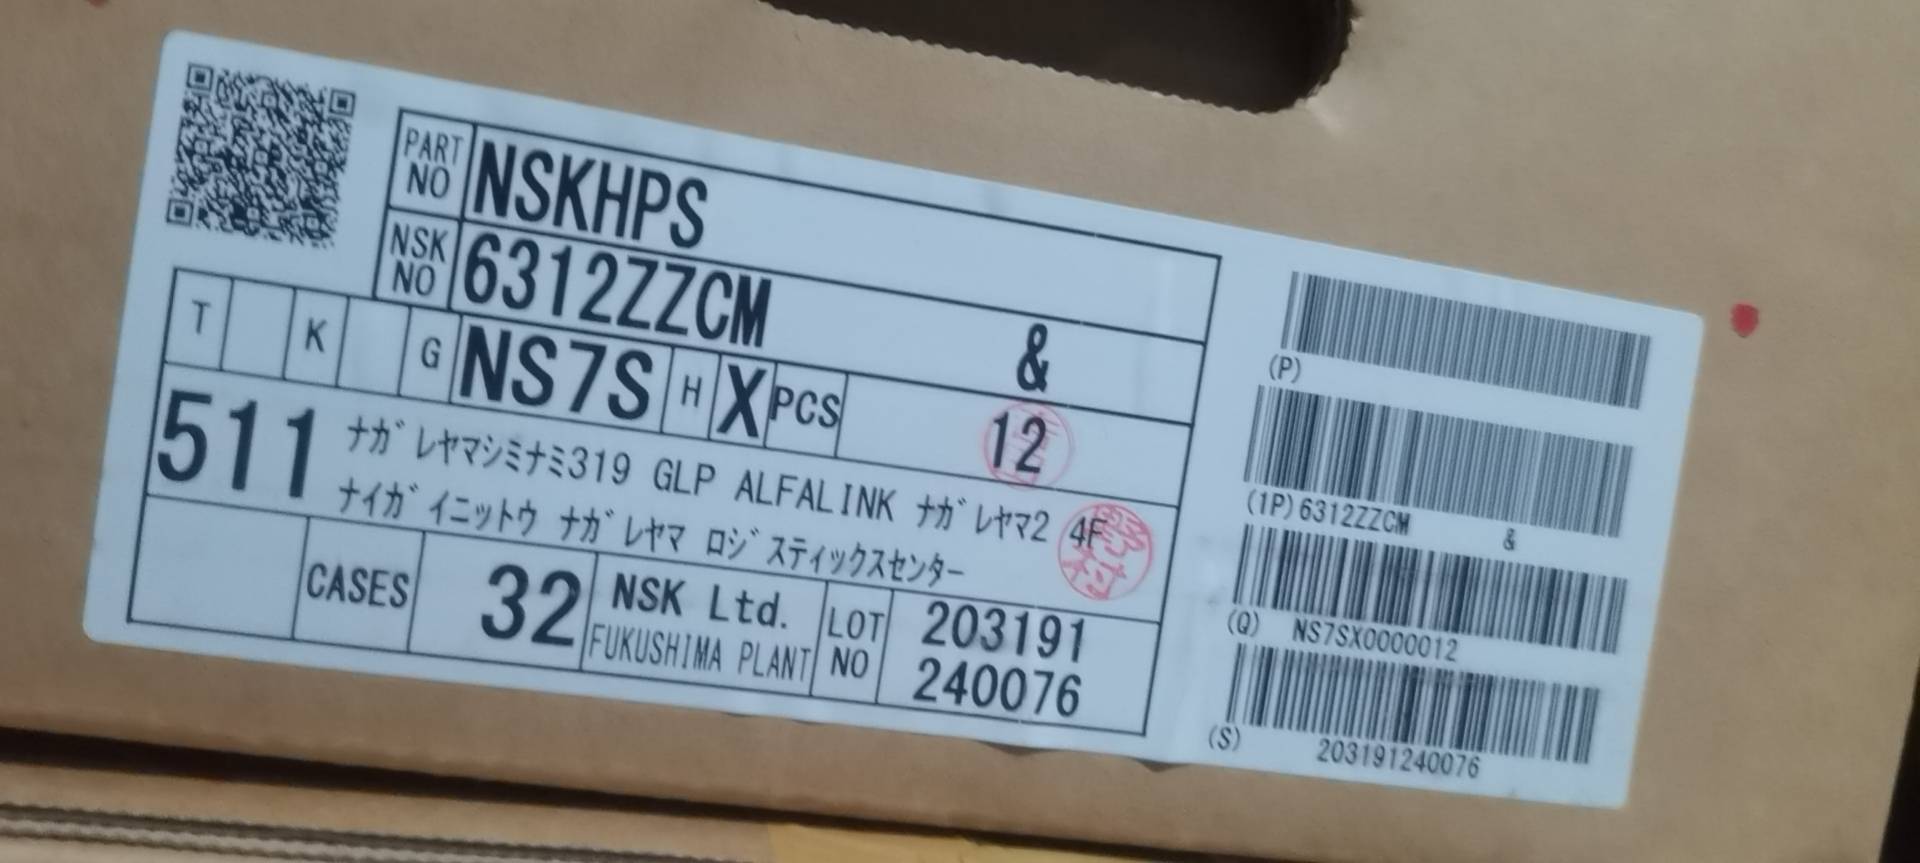 PART NO NSKHPS
NSK NO 6312ZZCM &
T K G NS7S H X PCS 12
511 ナガレヤマシミナミ319 GLP ALFALINK ナガレヤマ2 4F
ナイガイニットウ ナガレヤマ ロジスティックスセンター
CASES 32 NSK Ltd. FUKUSHIMA PLANT LOT NO 203191 240076
(P)
(1P) 6312ZZCM &
(Q) NS7SX0000012
(S) 203191240076